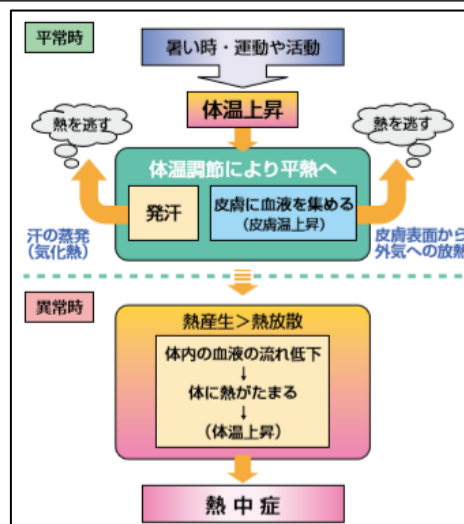 平常時
暑い時・運動や活動
体温上昇
熱を逃す
熱を逃す
体温調節により平熱へ
発汗
皮膚に血液を集める
（皮膚温上昇）
汗の蒸発
（気化熱）
皮膚表面から
外気への放熱
異常時
熱産生＞熱放散
体内の血液の流れ低下
↓
体に熱がたまる
↓
（体温上昇）
熱中症